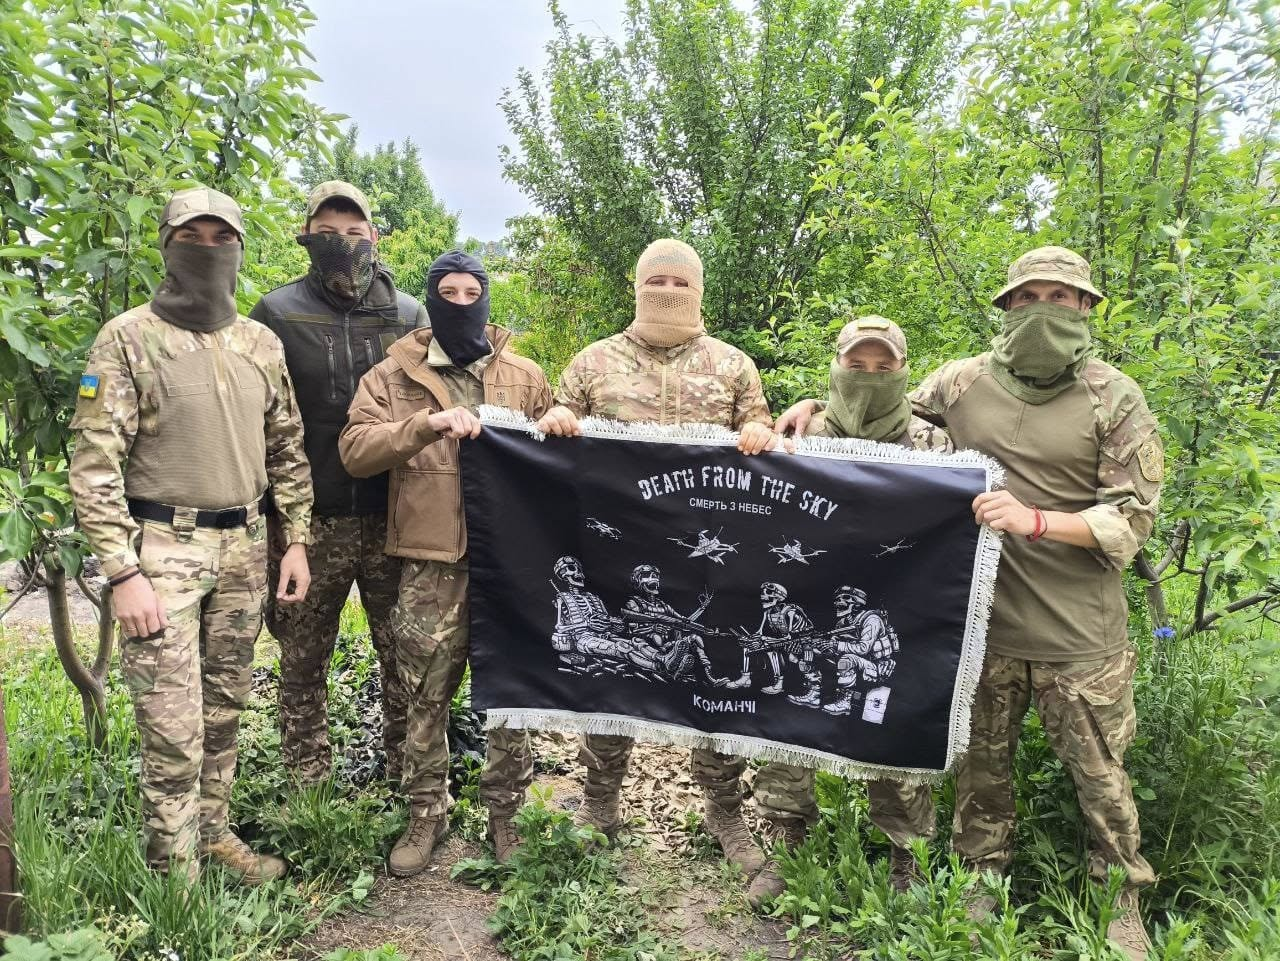 DEATH FROM THE SKY
СМЕРТЬ З НЕБЕС
КОМАНЧІ